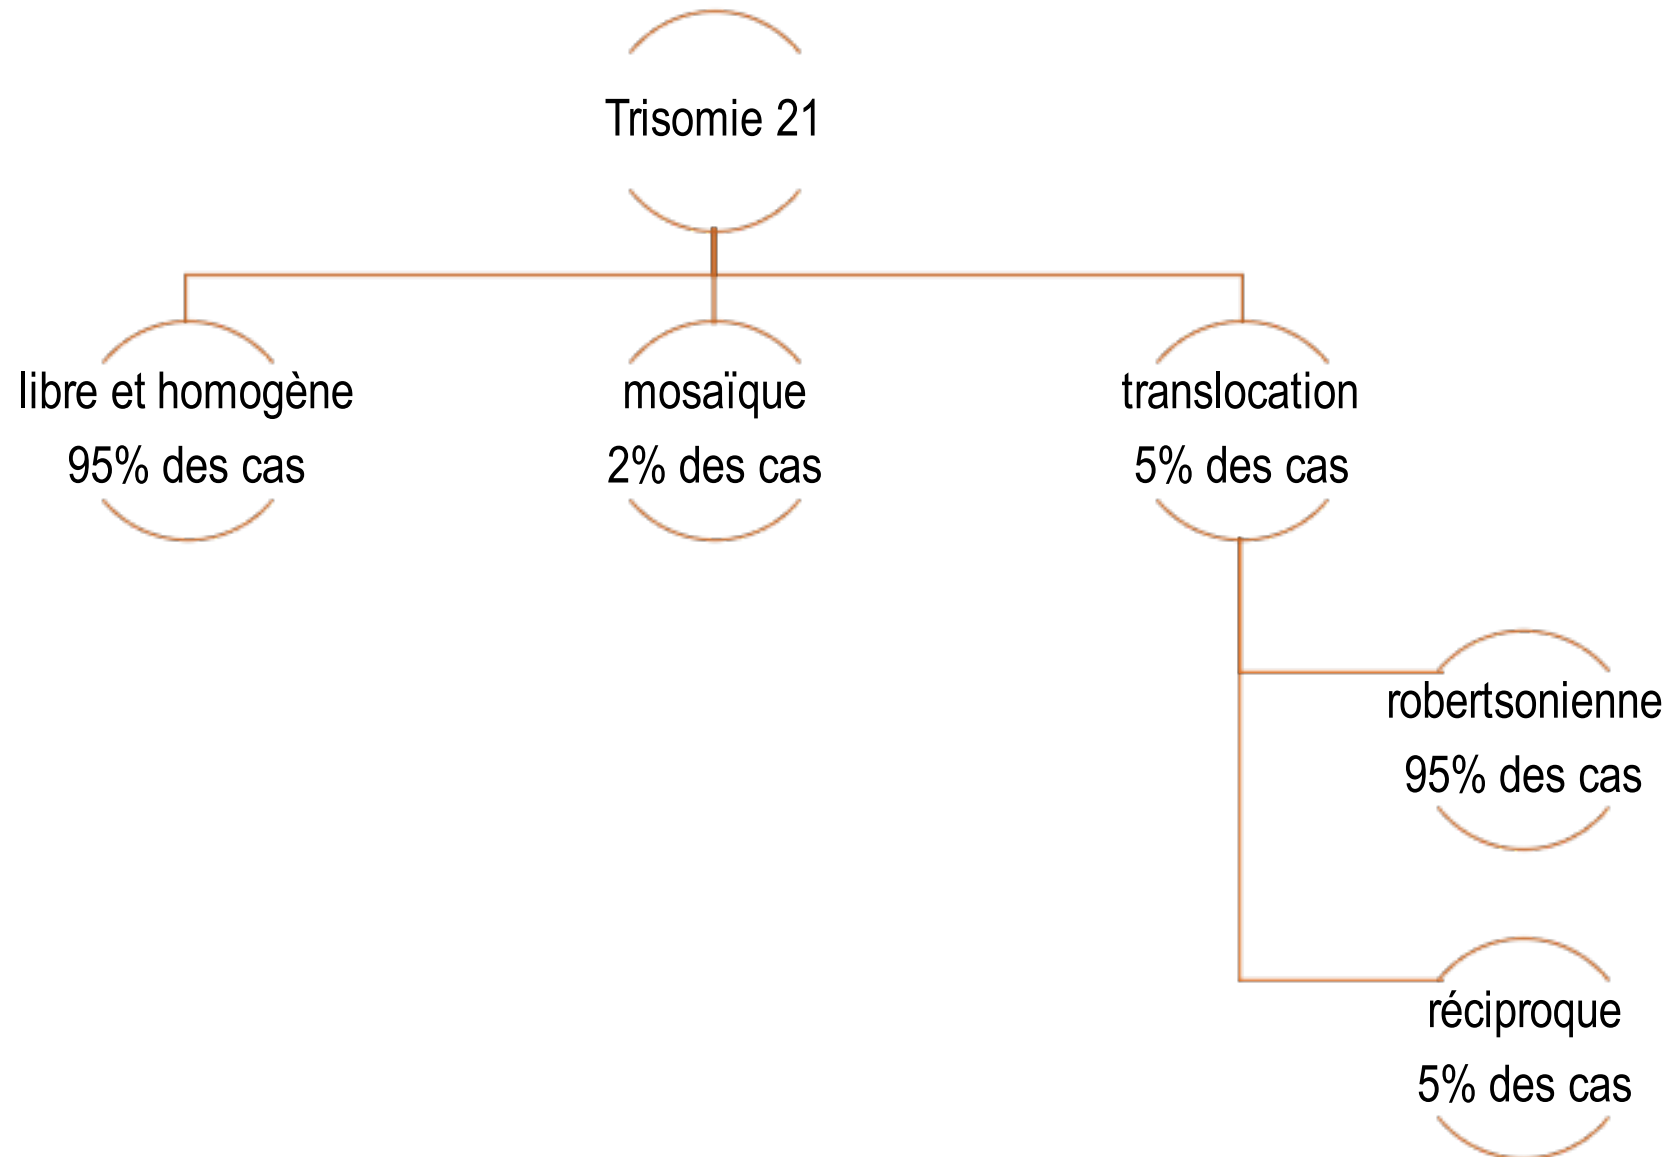 Trisomie 21
libre et homogène
95% des cas
mosaïque
2% des cas
translocation
5% des cas
robertsonienne
95% des cas
réciproque
5% des cas